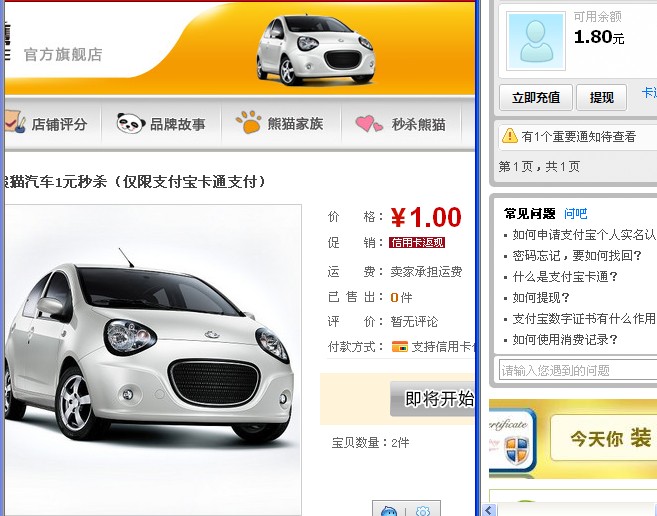 官方旗舰店
店铺评分
品牌故事
熊猫家族
秒杀熊猫
猫汽车1元秒杀（仅限支付宝卡通支付）
价 格：¥1.00
促 销：信用卡返现
运 费：卖家承担运费
已售出：0件
评 价：暂无评论
付款方式：支持信用卡
即将开始
宝贝数量：2件
可用余额
1.80元
立即充值
提现
卡
有1个重要通知待查看
第1页，共1页
常见问题 问吧
如何申请支付宝个人实名认
密码忘记，要如何找回？
什么是支付宝卡通？
如何提现？
支付宝数字证书有什么作用
如何使用消费记录？
请输入您遇到的问题
ertificate
今天你 装